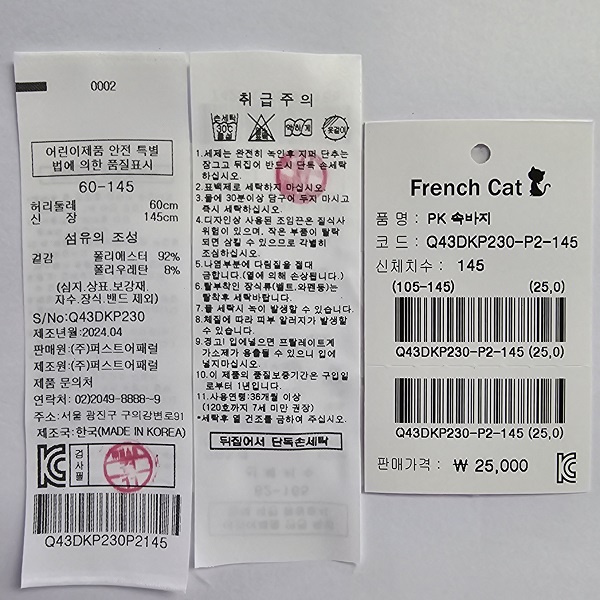 0002
어린이제품 안전 특별
법에 의한 품질표시
60-145
허리둘레 60cm
신 장 145cm
섬유의 조성
겉감 폴리에스터 92%
폴리우레탄 8%
(심지.상표.보강재,
자수.장식.밴드 제외)
S/No:Q43DKP230
제조년월:2024.04
판매원:(주)퍼스트어패럴
제조원:(주)퍼스트어패럴
제품 문의처
연락처: 02)2049-8888~9
주소:서울 광진구 구의강변로91
제조국:한국(MADE IN KOREA)
검사필
Q43DKP230P2145
취급주의
손세탁
30℃
중성
약하게
옷걸이
1.세제는 완전히 녹인후 지퍼 단추는
잠그고 뒤집어 반드시 단독 손세탁
하십시오.
2.표백제로 세탁하지 마십시오.
3.물에 30분이상 담구어 두지 마시고
즉시 세탁하십시오.
4.디자인상 사용된 조임끈은 질식사
위험이 있으며, 작은 부품이 탈락
되면 삼킬 수 있으므로 각별히
조심하십시오.
5.나염부분에 다림질을 절대
금합니다.(열에 의해 손상됩니다.)
6.탈부착인 장식류(벨트,와펜등)는
탈착후 세탁바랍니다.
7.물 세탁시 녹이 발생할 수 있습니다.
8.체질에 따라 피부 알러지가 발생할
수 있습니다.
9.경고! 입에넣으면 프탈레이트계
가소제가 용출될 수 있으니 입에
넣지마십시오.
10.이 제품의 품질보증기간은 구입일
로부터 1년입니다.
11.사용연령:36개월 이상
(120호까지 7세 미만 권장)
*세탁후 열 건조를 금하여 주십시오.
뒤집어서 단독손세탁
French Cat
품 명 : PK 속바지
코 드 : Q43DKP230-P2-145
신체치수 : 145
(105-145) (25,0)
Q43DKP230-P2-145 (25,0)
Q43DKP230-P2-145 (25,0)
판매가격 : ₩ 25,000